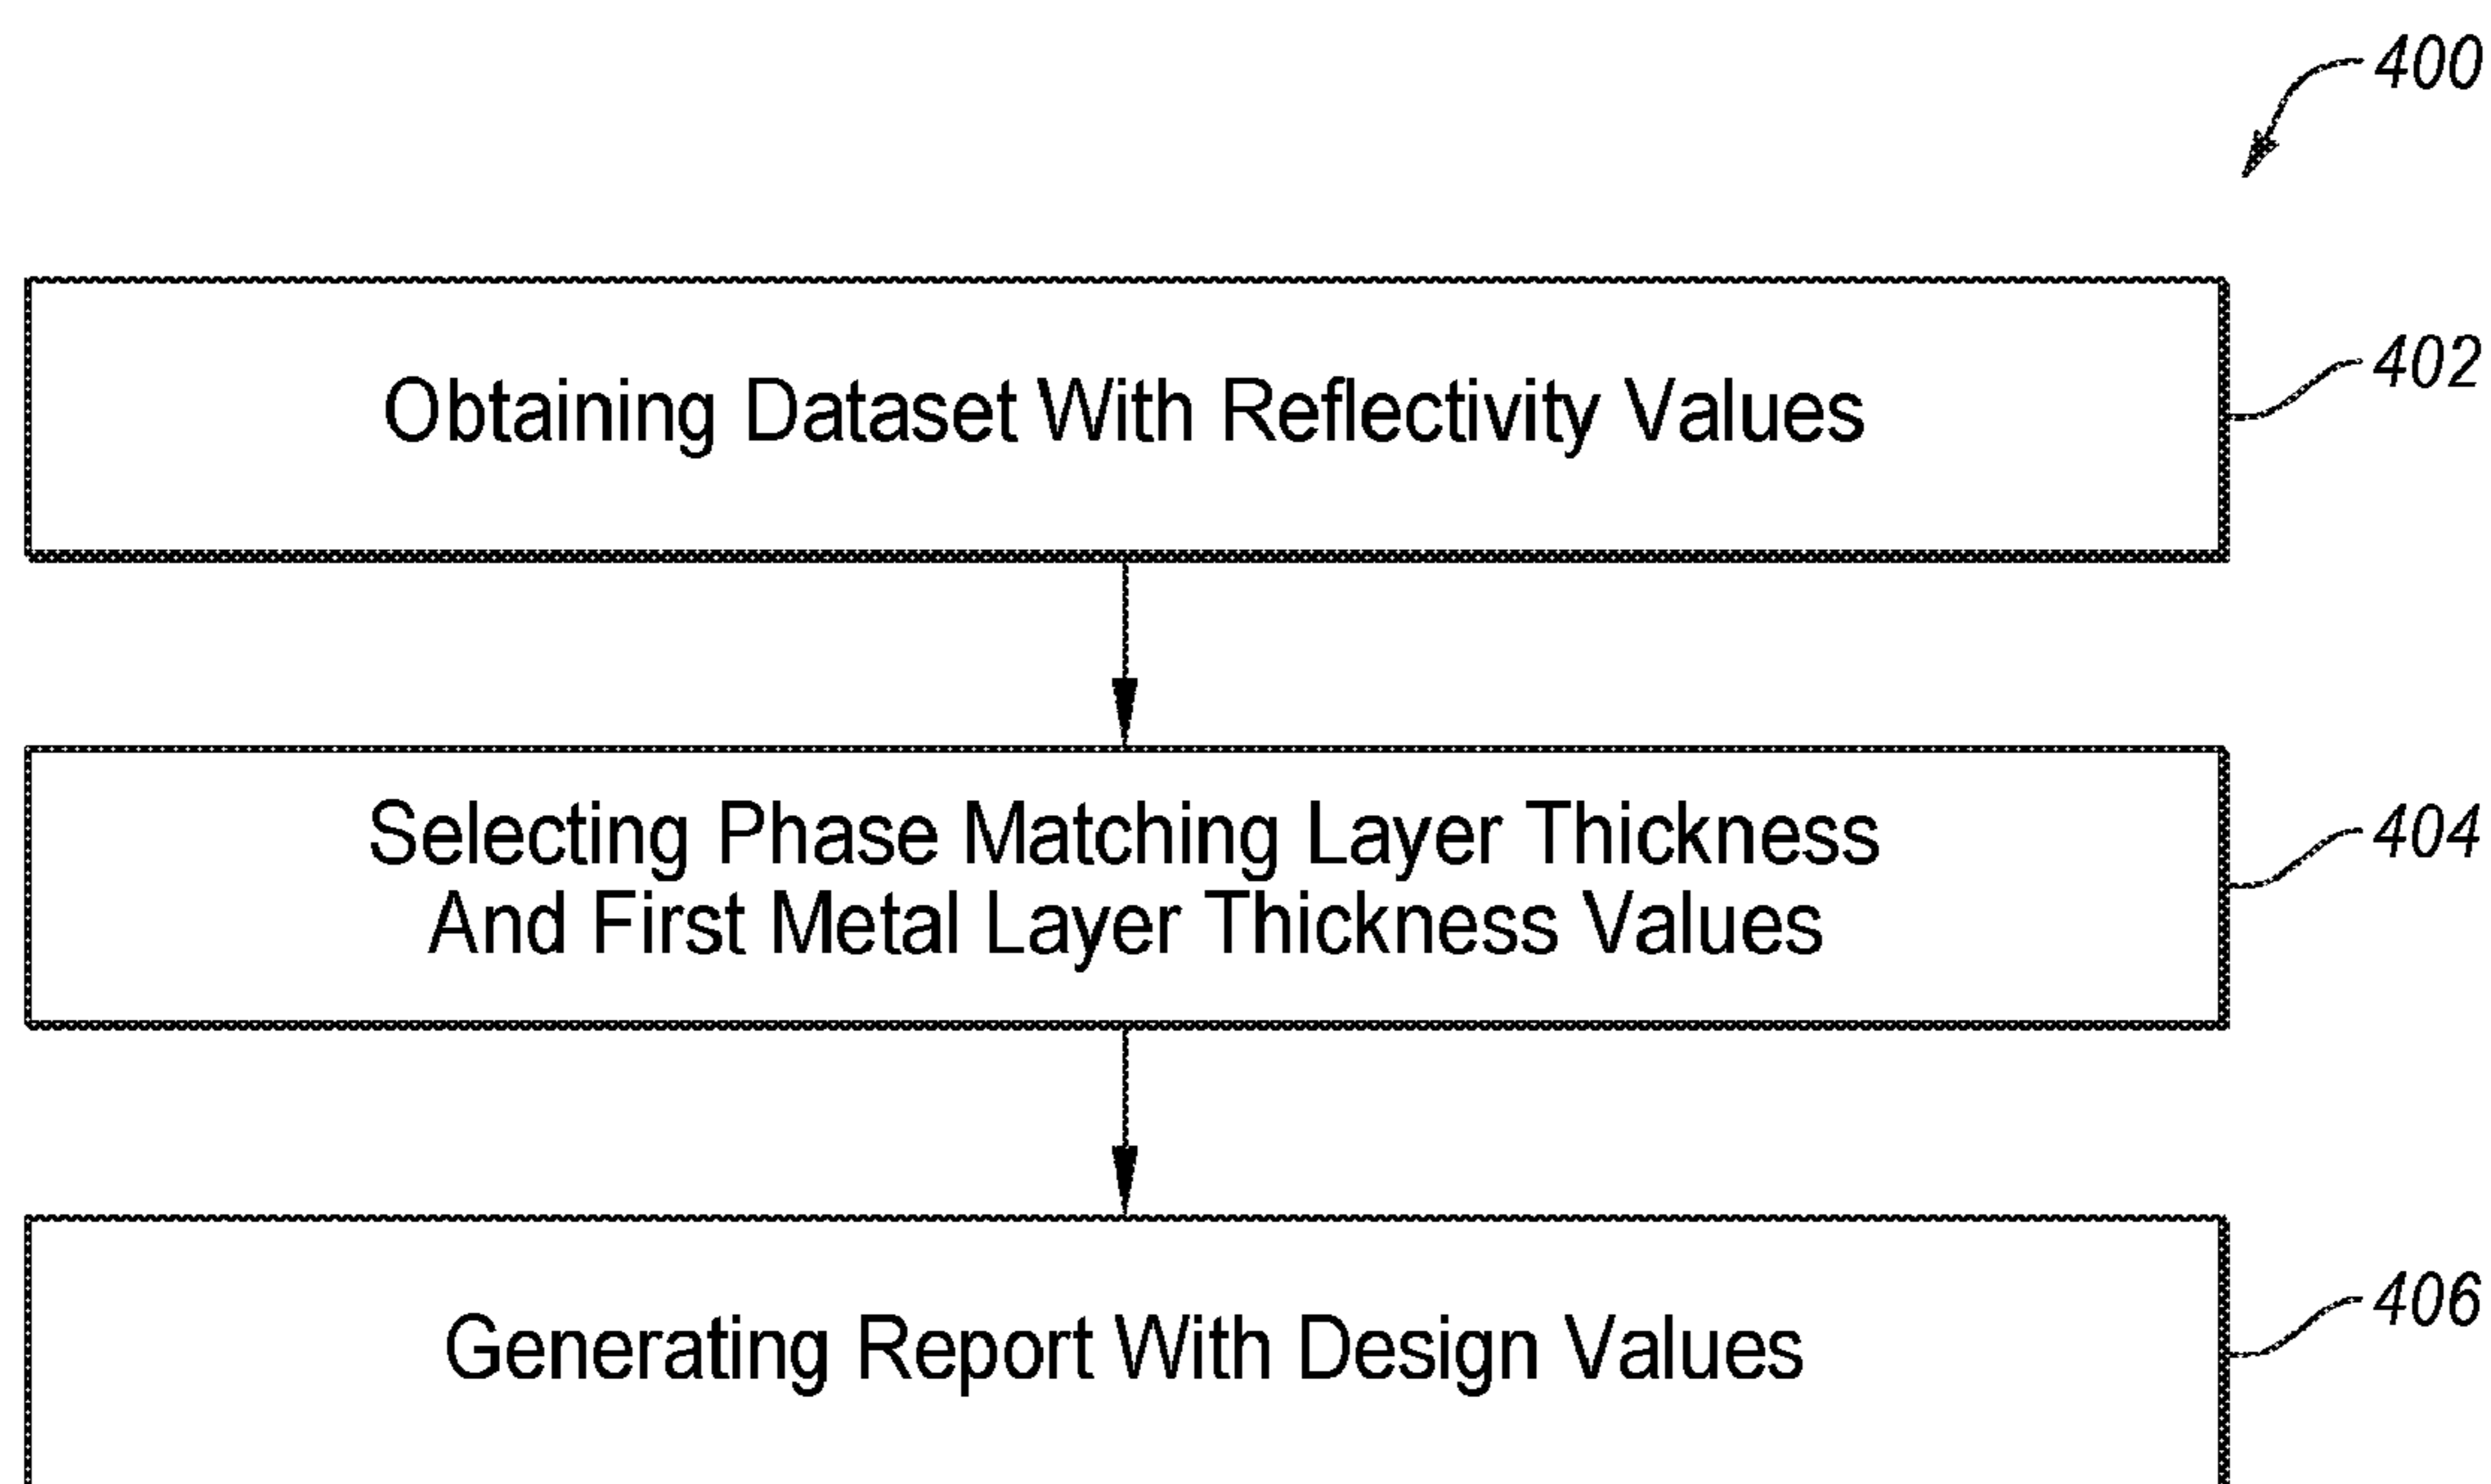 400
Obtaining Dataset With Reflectivity Values
402
Selecting Phase Matching Layer Thickness
And First Metal Layer Thickness Values
404
Generating Report With Design Values
406